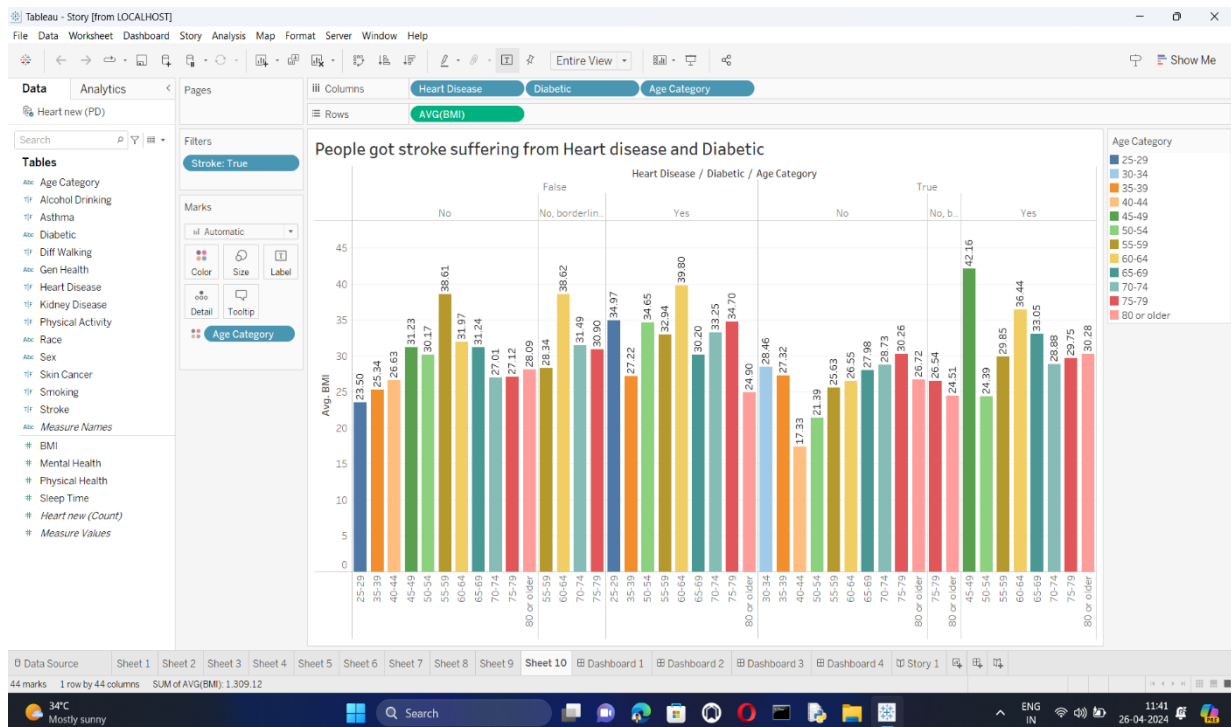 Tableau - Story [from LOCALHOST]
File Data Worksheet Dashboard Story Analysis Map Format Server Window Help
Entire View
Show Me
Data Analytics
Heart new (PD)
Search
Tables
Abc Age Category
T|F Alcohol Drinking
T|F Asthma
Abc Diabetic
T|F Diff Walking
Abc Gen Health
T|F Heart Disease
T|F Kidney Disease
T|F Physical Activity
Abc Race
Abc Sex
T|F Skin Cancer
T|F Smoking
T|F Stroke
Abc Measure Names
# BMI
# Mental Health
# Physical Health
# Sleep Time
# Heart new (Count)
# Measure Values
Pages
Filters
Stroke: True
Marks
Automatic
Color Size Label
Detail Tooltip
Age Category
Columns Heart Disease Diabetic Age Category
Rows AVG(BMI)
People got stroke suffering from Heart disease and Diabetic
Heart Disease / Diabetic / Age Category
False True
No No, borderlin.. Yes No No, b.. Yes
Avg. BMI
45
40
35
30
25
20
15
10
5
0
23.50 25.34 26.63 31.23 30.17 38.61 31.97 31.24 27.01 27.12 28.09 28.34 38.62 31.49 30.90 34.97 27.22 34.65 32.94 39.80 30.20 33.25 34.70 24.90 28.46 27.32 17.33 21.39 25.63 26.55 27.98 28.73 30.26 26.72 26.54 24.51 42.16 24.39 29.85 36.44 33.05 28.88 29.75 30.28
25-29 35-39 40-44 45-49 50-54 55-59 60-64 65-69 70-74 75-79 80 or older 55-59 60-64 70-74 75-79 25-29 35-39 50-54 55-59 60-64 65-69 70-74 75-79 80 or older 30-34 35-39 40-44 50-54 55-59 60-64 65-69 70-74 75-79 80 or older 75-79 80 or older 45-49 50-54 55-59 60-64 65-69 70-74 75-79 80 or older
Age Category
25-29
30-34
35-39
40-44
45-49
50-54
55-59
60-64
65-69
70-74
75-79
80 or older
Data Source Sheet 1 Sheet 2 Sheet 3 Sheet 4 Sheet 5 Sheet 6 Sheet 7 Sheet 8 Sheet 9 Sheet 10 Dashboard 1 Dashboard 2 Dashboard 3 Dashboard 4 Story 1
44 marks 1 row by 44 columns SUM of AVG(BMI): 1,309.12
34°C
Mostly sunny
Search
ENG
IN
11:41
26-04-2024